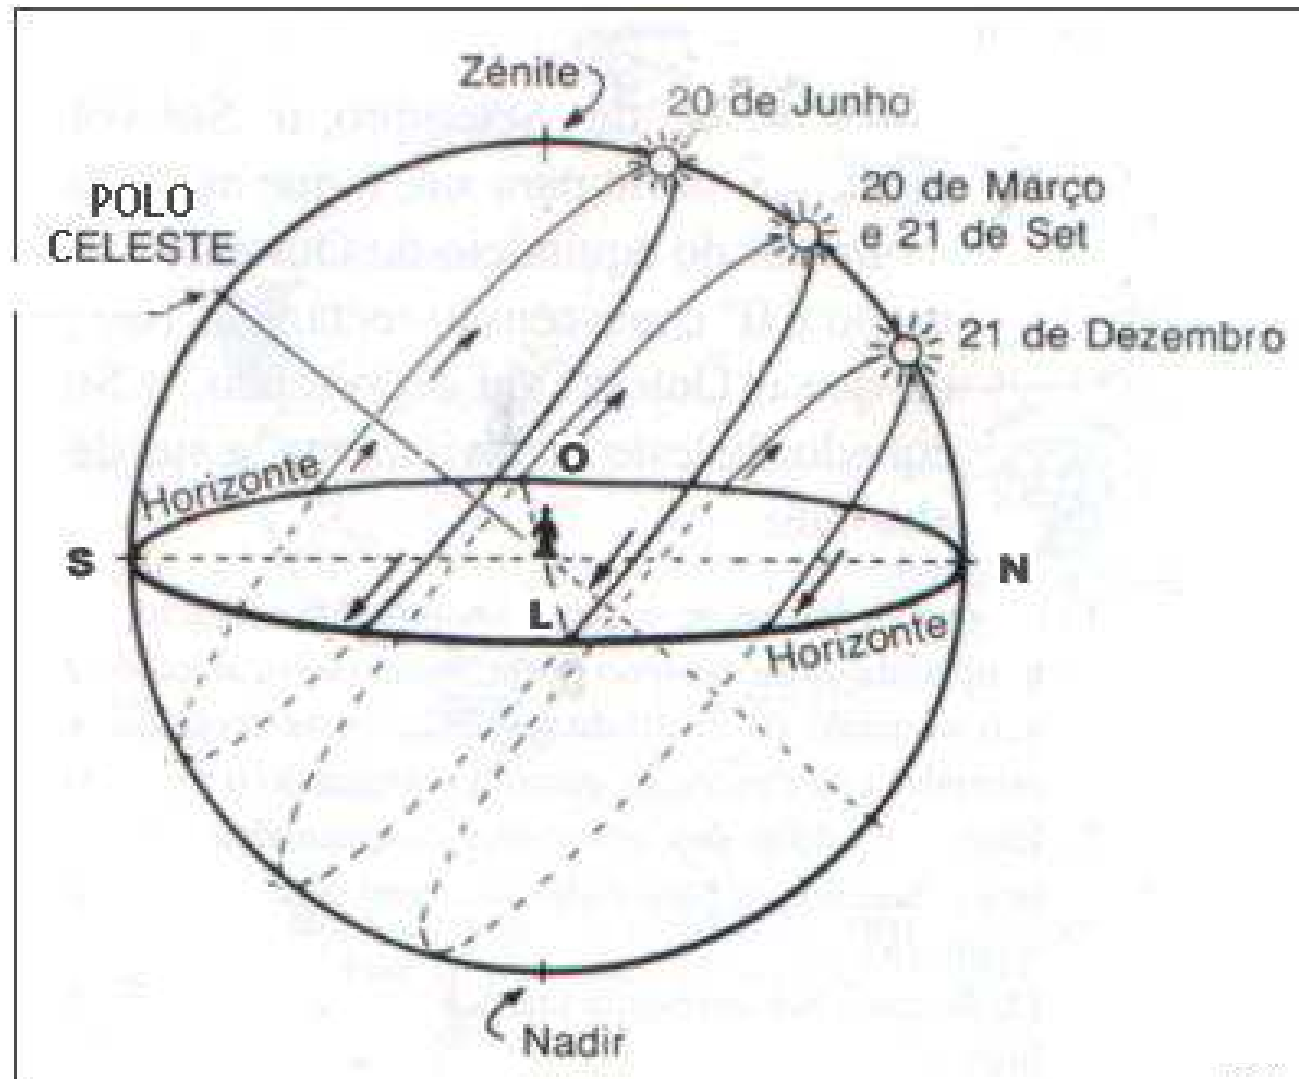 Zénite
20 de Junho
POLO
CELESTE
20 de Março
e 21 de Set
21 de Dezembro
Horizonte
O
S
N
L
Horizonte
Nadir